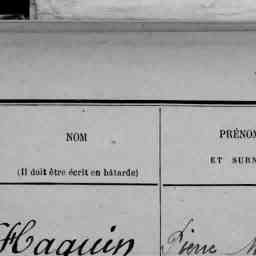 NOM
(Il doit être écrit en bâtarde)
PRÉNOM
ET SURN
Haquin
Pierre